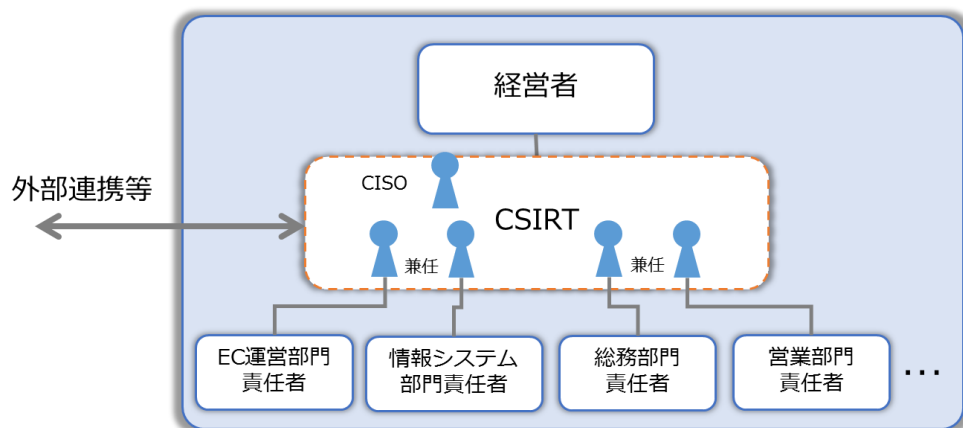 経営者
CISO
外部連携等
CSIRT
兼任
兼任
EC運営部門
責任者
情報システム
部門責任者
総務部門
責任者
営業部門
責任者
…